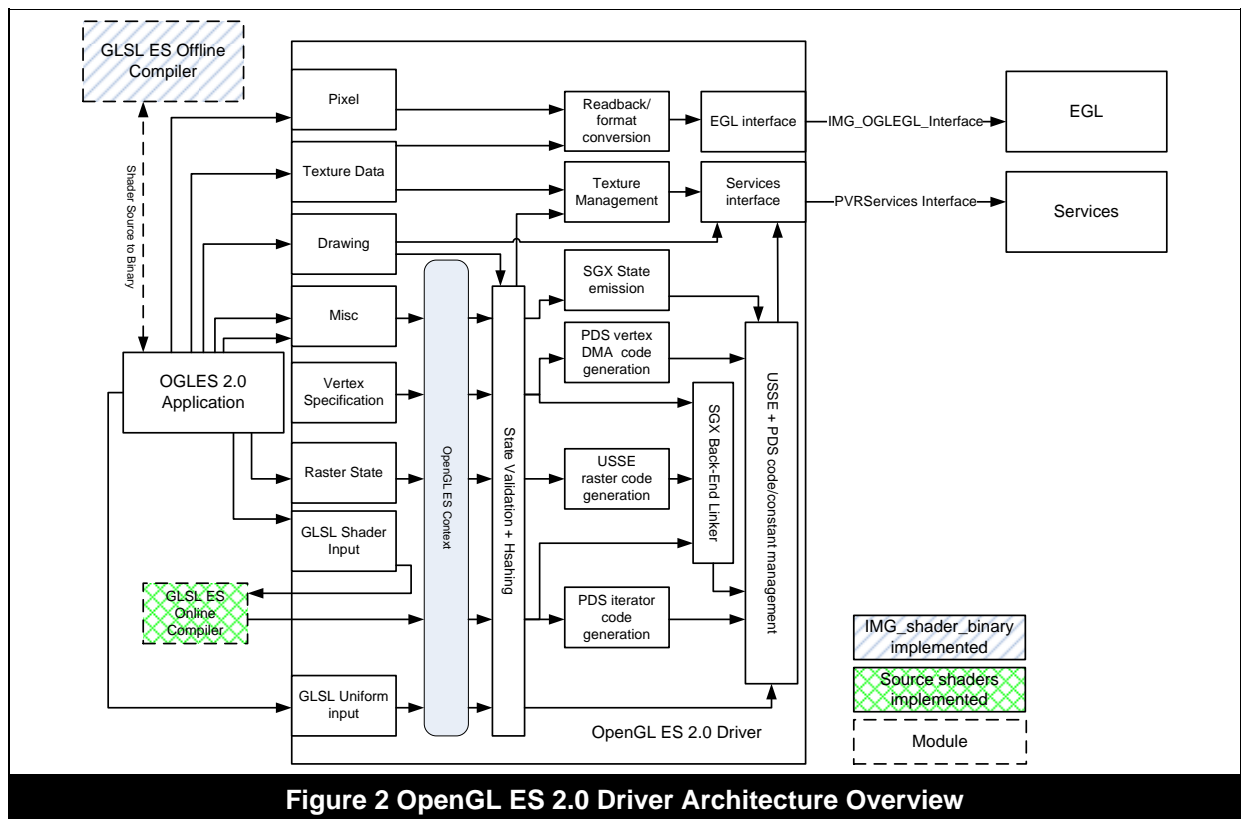 GLSL ES Offline
Compiler
Shader Source to Binary
OGLES 2.0
Application
Pixel
Texture Data
Drawing
Misc
Vertex
Specification
Raster State
GLSL Shader
Input
GLSL ES
Online
Compiler
GLSL Uniform
input
OpenGL ES Context
State Validation + Hsahing
Readback/
format
conversion
Texture
Management
SGX State
emission
PDS vertex
DMA code
generation
USSE
raster code
generation
PDS iterator
code
generation
SGX Back-End Linker
EGL interface
Services
interface
USSE + PDS code/constant management
OpenGL ES 2.0 Driver
IMG_OGLEGL_Interface
EGL
PVRServices Interface
Services
IMG_shader_binary
implemented
Source shaders
implemented
Module
Figure 2 OpenGL ES 2.0 Driver Architecture Overview